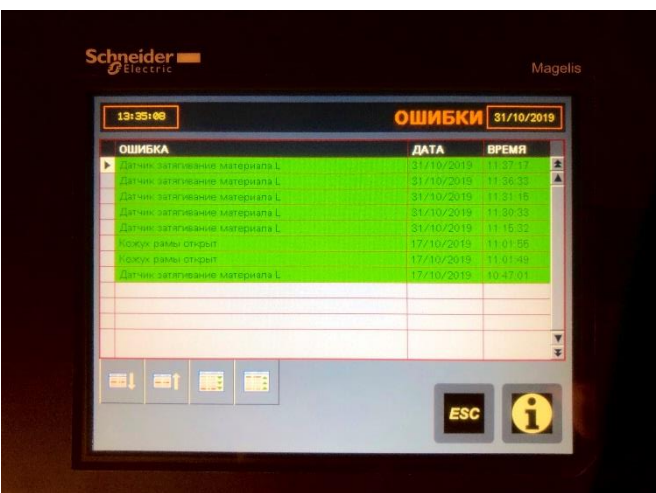 Schneider
Electric
Magelis
13:35:08 ОШИБКИ 31/10/2019
ОШИБКА ДАТА ВРЕМЯ
Датчик затягивание материала L 31/10/2019 11:37:17
Датчик затягивание материала L 31/10/2019 11:36:33
Датчик затягивание материала L 31/10/2019 11:31:15
Датчик затягивание материала L 31/10/2019 11:30:33
Датчик затягивание материала L 31/10/2019 11:15:32
Кожух рамы открыт 17/10/2019 11:01:55
Кожух рамы открыт 17/10/2019 11:01:49
Датчик затягивание материала L 17/10/2019 10:47:01
ESC i